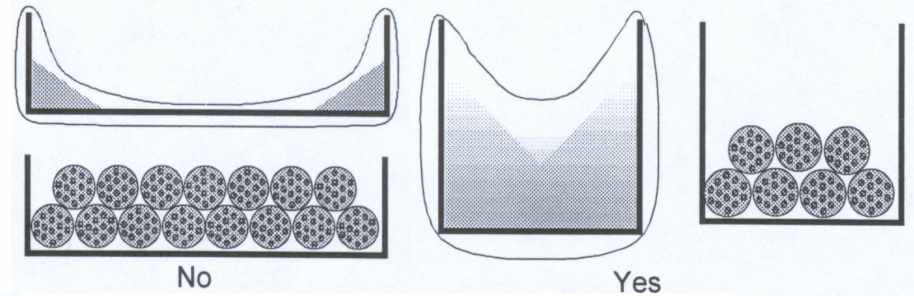 No
Yes